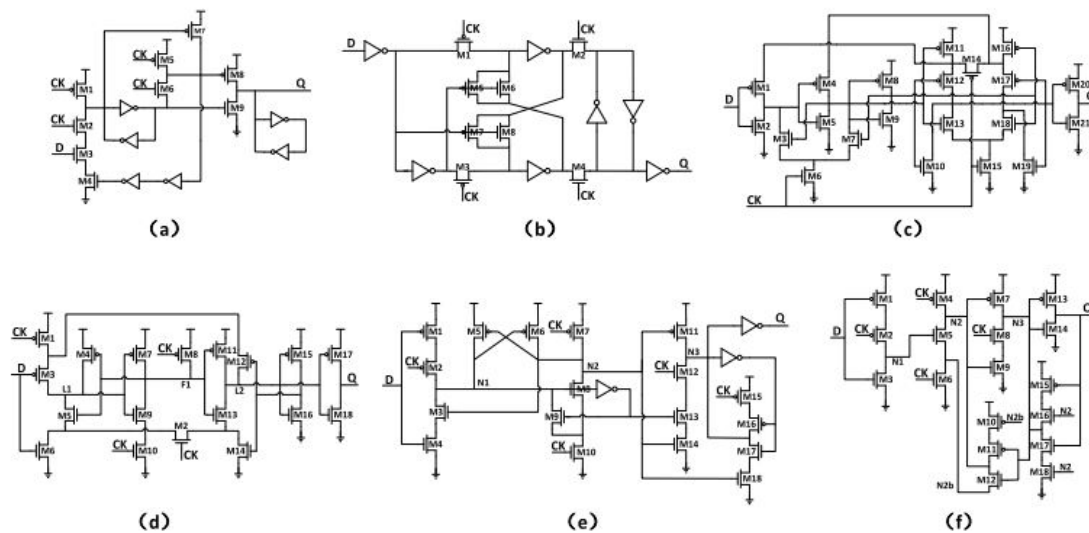 CK M1
CK M2
D M3
M4
M7
CK M5
CK M6
M8
M9
Q
(a)
D
CK M1
CK M2
M5 M6
M7 M8
M3 CK
M4 CK
Q
(b)
D
M1
M2
M3
M4
M5
M6
M7
M8
M9
M10
M11
M12
M13
M14
M15
M16
M17
M18
M19
M20
M21
CK
(c)
CK M1
D M3
L1
M4
M5
M6
M7
M8 CK
F1
M9
CK M10
M2 CK
M11
M12
L2
M13
M14
M15
M16
M17
M18
Q
(d)
D
M1
CK M2
M3
M4
N1
M5
M6
CK M7
N2
M8
M9
CK M10
M11
N3
CK M12
M13
M14
CK M15
M16
M17
M18
Q
(e)
D
M1
CK M2
M3
N1
CK M4
M5
N2
CK M6
M7
CK M8
M9
N3
M10 N2b
M11
M12
N2b
M13
M14
M15
M16 N2
M17
M18 N2
Q
(f)